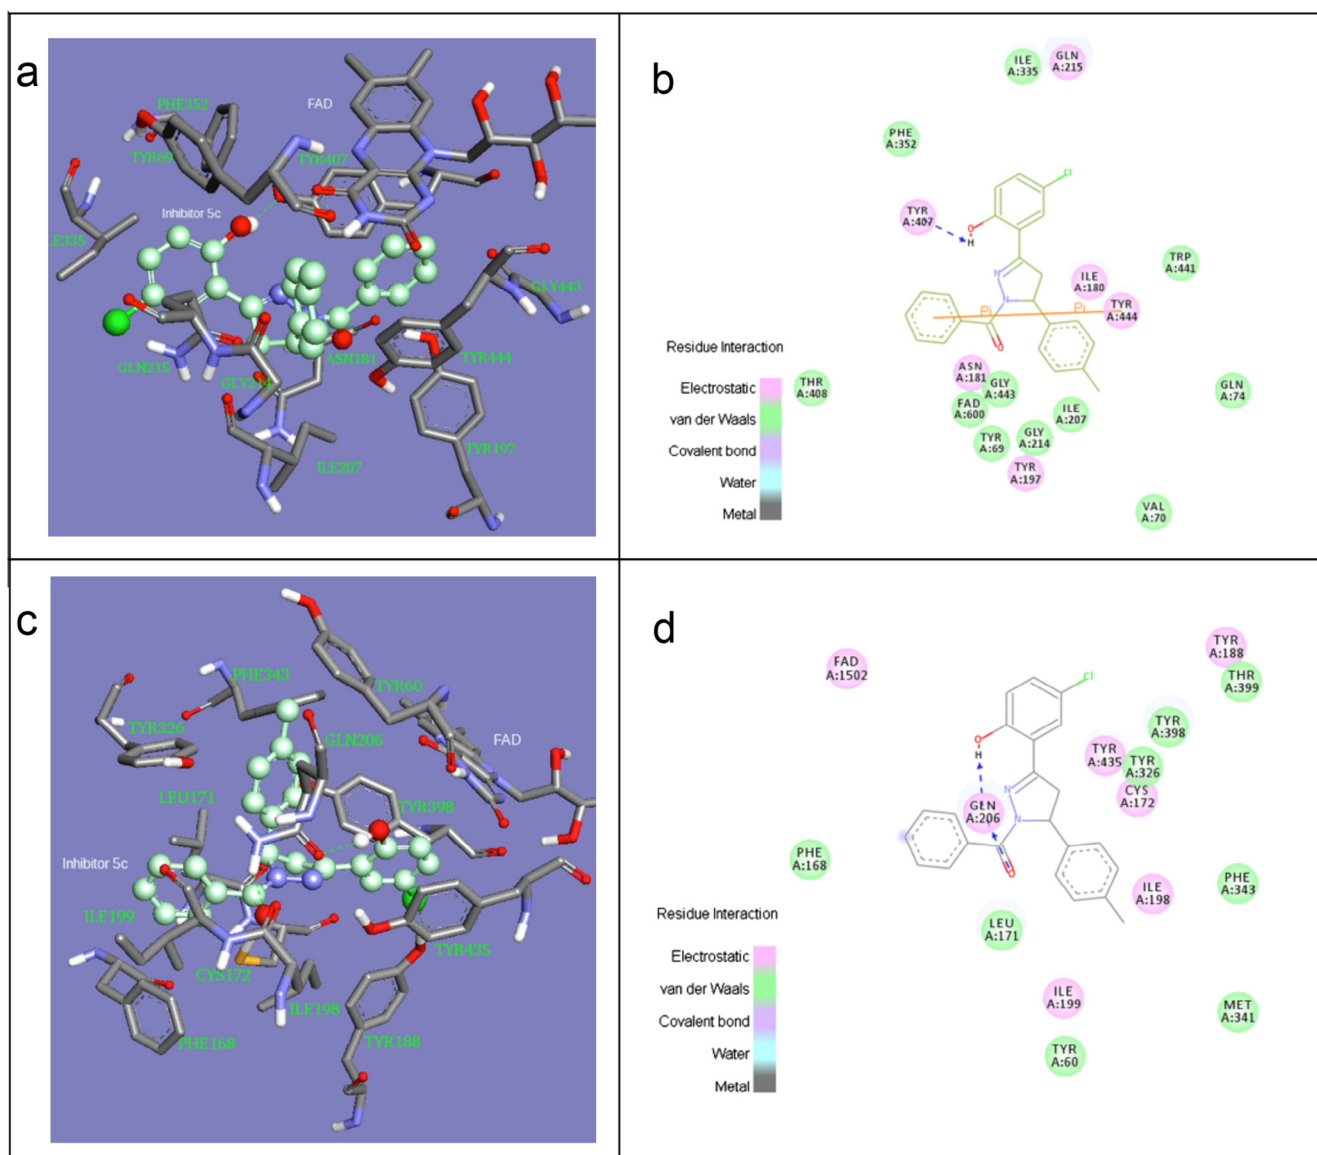 a
PHE352
FAD
TYR69
TYR407
Inhibitor 5c
LE335
GLY443
GLN215
ASN181
TYR444
GLY214
TYR197
ILE207
b
ILE
A:335
GLN
A:215
PHE
A:352
Cl
TYR
A:407
O
H
N
N
ILE
A:180
TRP
A:441
TYR
A:444
Pi
Pi
O
Residue Interaction
Electrostatic
van der Waals
Covalent bond
Water
Metal
THR
A:408
ASN
A:181
GLY
A:443
FAD
A:600
ILE
A:207
GLN
A:74
TYR
A:69
GLY
A:214
TYR
A:197
VAL
A:70
c
PHE343
TYR60
TYR326
GLN206
FAD
LEU171
TYR398
Inhibitor 5c
ILE199
TYR435
CYS172
ILE198
PHE168
TYR188
d
FAD
A:1502
TYR
A:188
THR
A:399
Cl
TYR
A:398
O
H
TYR
A:435
TYR
A:326
CYS
A:172
N
N
GLN
A:206
PHE
A:168
O
ILE
A:198
PHE
A:343
LEU
A:171
Residue Interaction
Electrostatic
van der Waals
Covalent bond
Water
Metal
ILE
A:199
MET
A:341
TYR
A:60